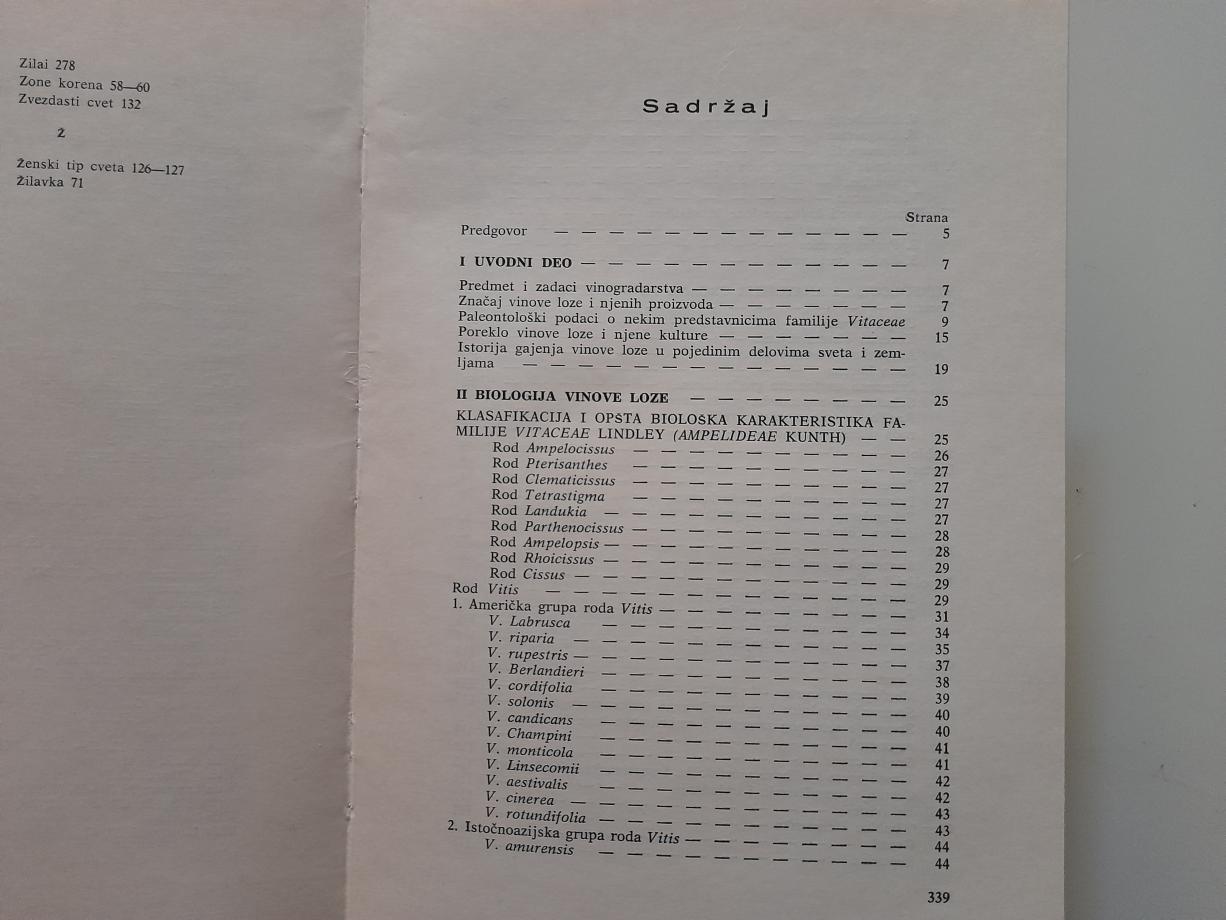 Zilai 278
Zone korena 58—60
Zvezdasti cvet 132
Ž
Ženski tip cveta 126—127
Žilavka 71
Sadržaj
Strana
Predgovor — — — — — — — — — — — — — 5
I UVODNI DEO — — — — — — — — — — — — 7
Predmet i zadaci vinogradarstva — — — — — — — — 7
Značaj vinove loze i njenih proizvoda — — — — — — — 7
Paleontološki podaci o nekim predstavnicima familije Vitaceae 9
Poreklo vinove loze i njene kulture — — — — — — — 15
Istorija gajenja vinove loze u pojedinim delovima sveta i zem-
ljama — — — — — — — — — — — — — — 19
II BIOLOGIJA VINOVE LOZE — — — — — — — — 25
KLASAFIKACIJA I OPŠTA BIOLOŠKA KARAKTERISTIKA FA-
MILIJE VITACEAE LINDLEY (AMPELIDEAE KUNTH) — — 25
Rod Ampelocissus — — — — — — — — — — 26
Rod Pterisanthes — — — — — — — — — — 27
Rod Clematicissus — — — — — — — — — — 27
Rod Tetrastigma — — — — — — — — — — 27
Rod Landukia — — — — — — — — — — — 27
Rod Parthenocissus — — — — — — — — — — 28
Rod Ampelopsis — — — — — — — — — — — 28
Rod Rhoicissus — — — — — — — — — — — 29
Rod Cissus — — — — — — — — — — — — 29
Rod Vitis — — — — — — — — — — — — — 29
1. Američka grupa roda Vitis — — — — — — — — — 31
V. Labrusca — — — — — — — — — — — 34
V. riparia — — — — — — — — — — — — 35
V. rupestris — — — — — — — — — — — — 37
V. Berlandieri — — — — — — — — — — — 38
V. cordifolia — — — — — — — — — — — 39
V. solonis — — — — — — — — — — — — 40
V. candicans — — — — — — — — — — — 40
V. Champini — — — — — — — — — — — 41
V. monticola — — — — — — — — — — — 41
V. Linsecomii — — — — — — — — — — — 42
V. aestivalis — — — — — — — — — — — 42
V. cinerea — — — — — — — — — — — — 43
V. rotundifolia — — — — — — — — — — — 43
2. Istočnoazijska grupa roda Vitis — — — — — — — — 44
V. amurensis — — — — — — — — — — — 44
339